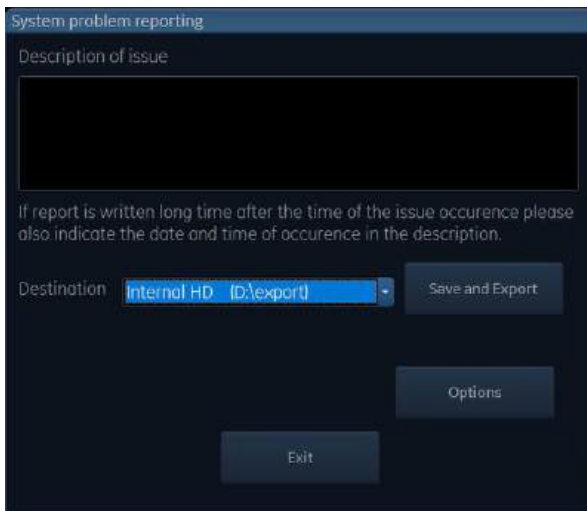 System problem reporting
Description of issue
If report is written long time after the time of the issue occurence please
also indicate the date and time of occurence in the description.
Destination Internal HD (D:\export) Save and Export
Options
Exit